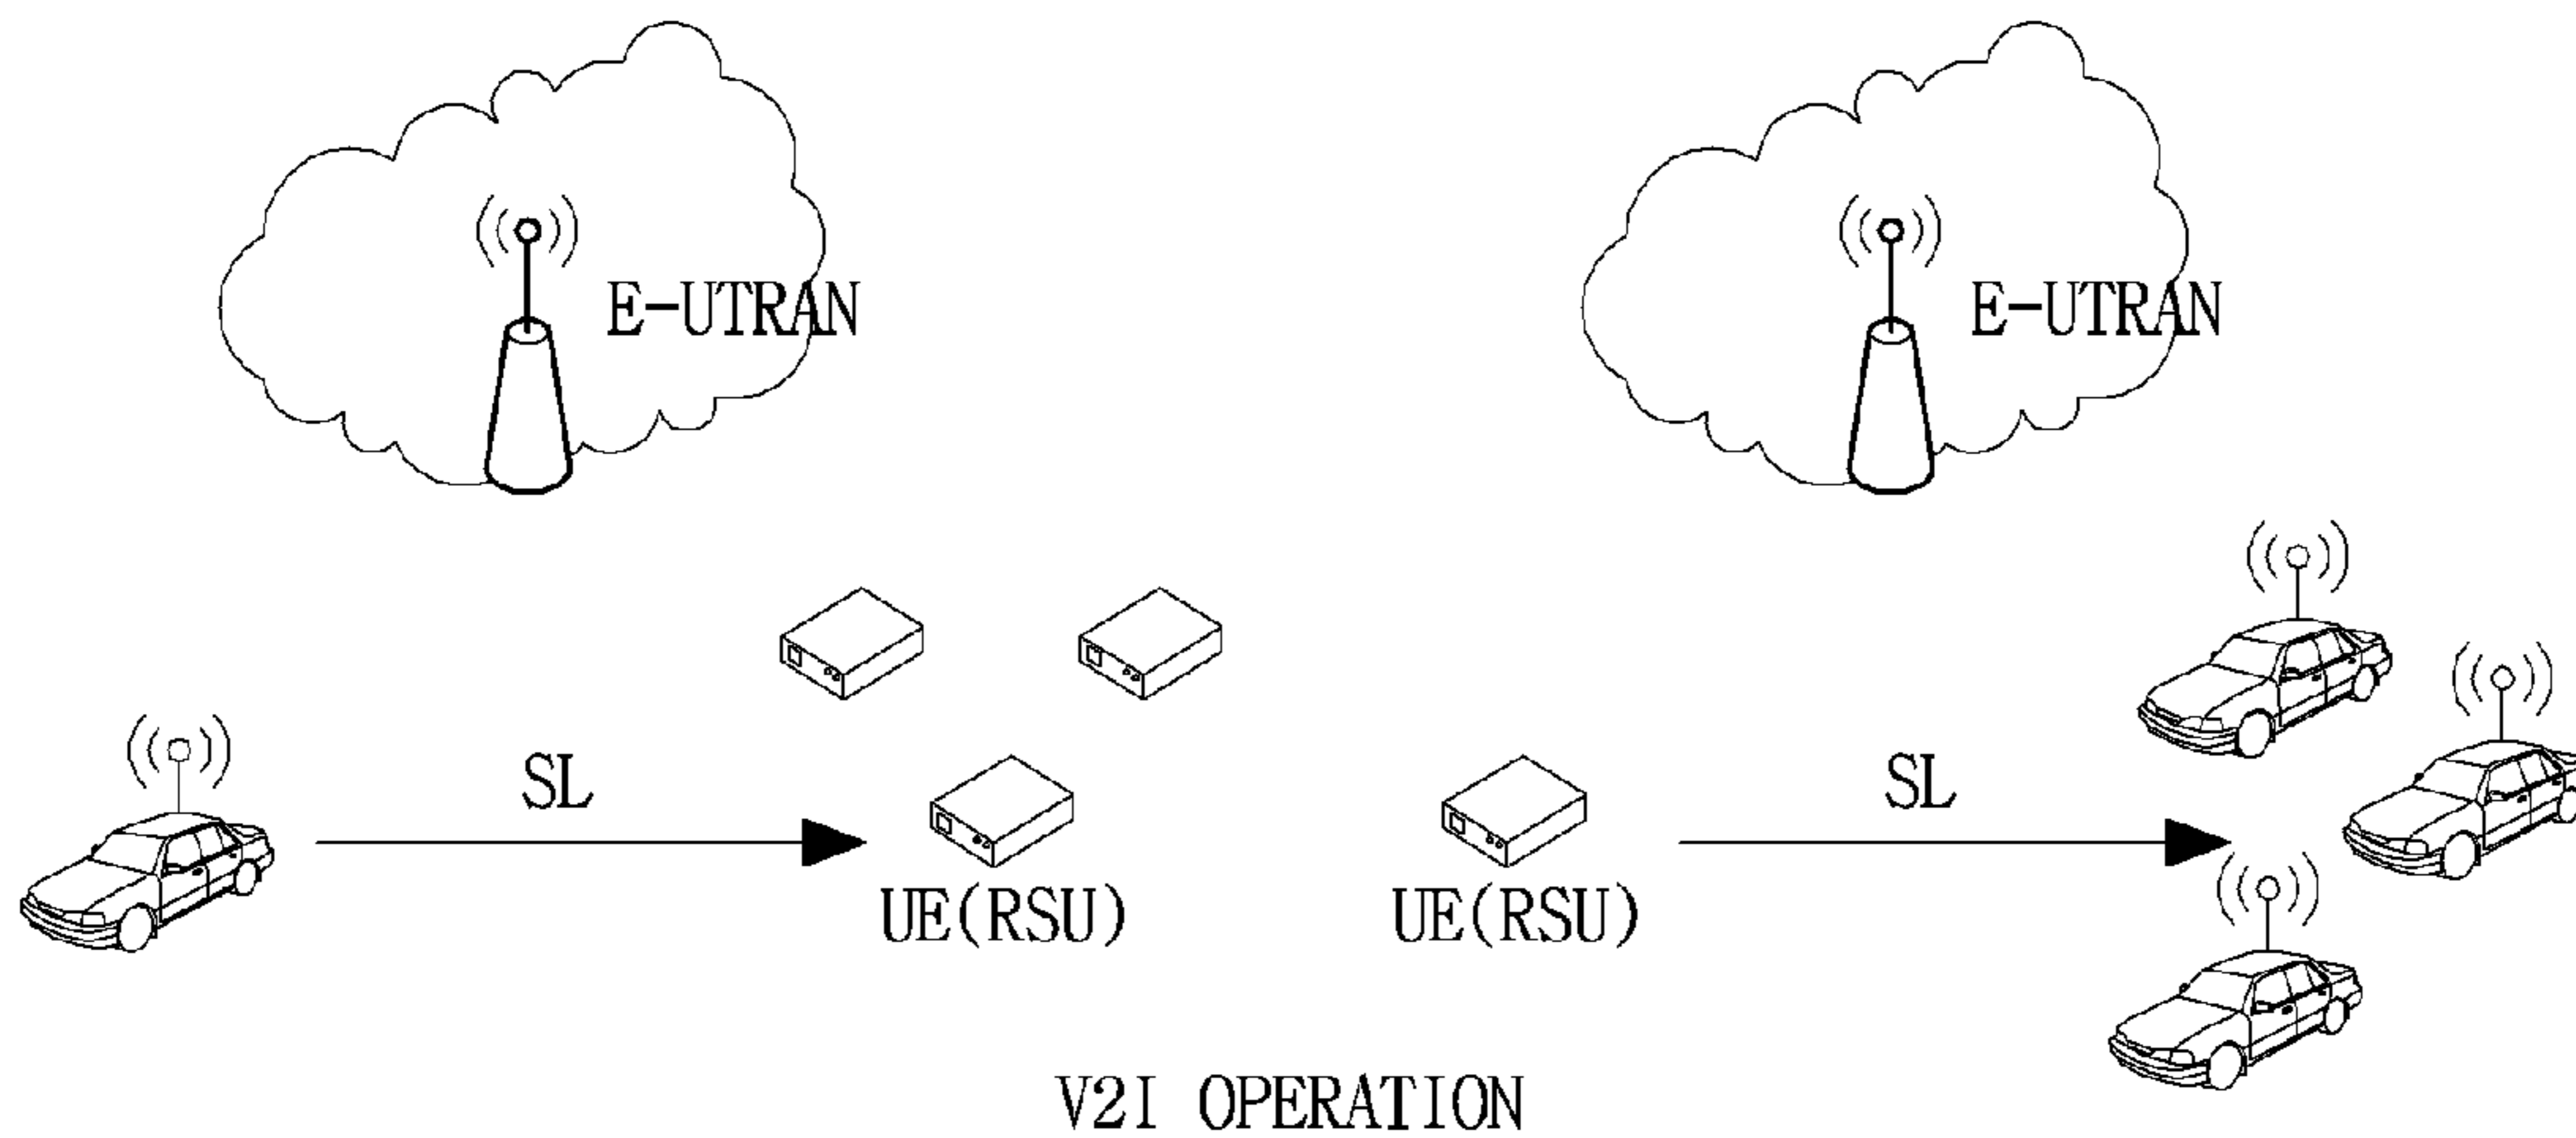 E-UTRAN
E-UTRAN
SL
SL
UE(RSU)
UE(RSU)
V2I OPERATION